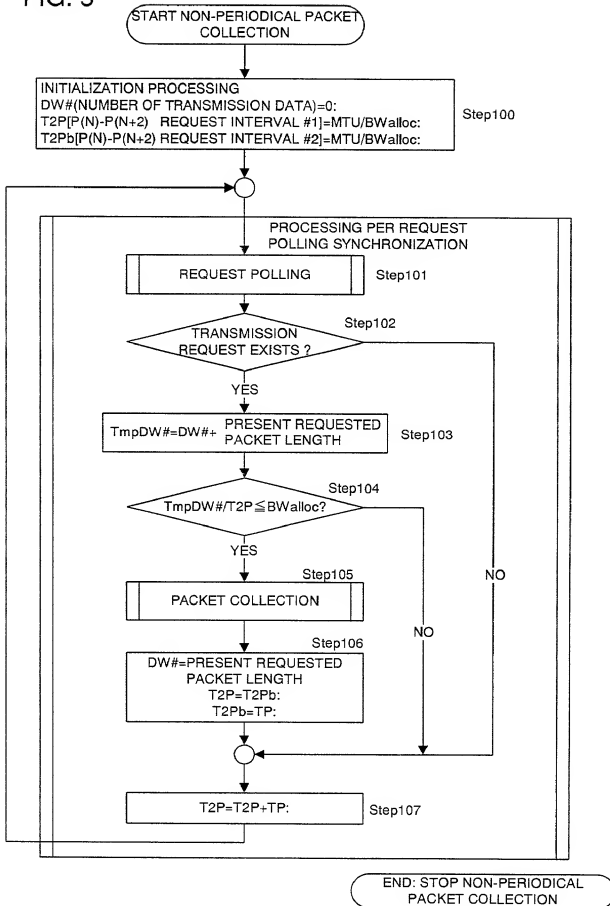 FIG. 3
START NON-PERIODICAL PACKET
COLLECTION
INITIALIZATION PROCESSING
DW#(NUMBER OF TRANSMISSION DATA)=0:
T2P[P(N)-P(N+2) REQUEST INTERVAL #1]=MTU/BWalloc:
T2Pb[P(N)-P(N+2) REQUEST INTERVAL #2]=MTU/BWalloc:
Step100
PROCESSING PER REQUEST
POLLING SYNCHRONIZATION
REQUEST POLLING
Step101
Step102
TRANSMISSION
REQUEST EXISTS ?
YES
TmpDW#=DW#+ PRESENT REQUESTED
PACKET LENGTH
Step103
Step104
TmpDW#/T2P≦BWalloc?
YES
Step105
NO
PACKET COLLECTION
NO
Step106
DW#=PRESENT REQUESTED
PACKET LENGTH
T2P=T2Pb:
T2Pb=TP:
T2P=T2P+TP:
Step107
END: STOP NON-PERIODICAL
PACKET COLLECTION